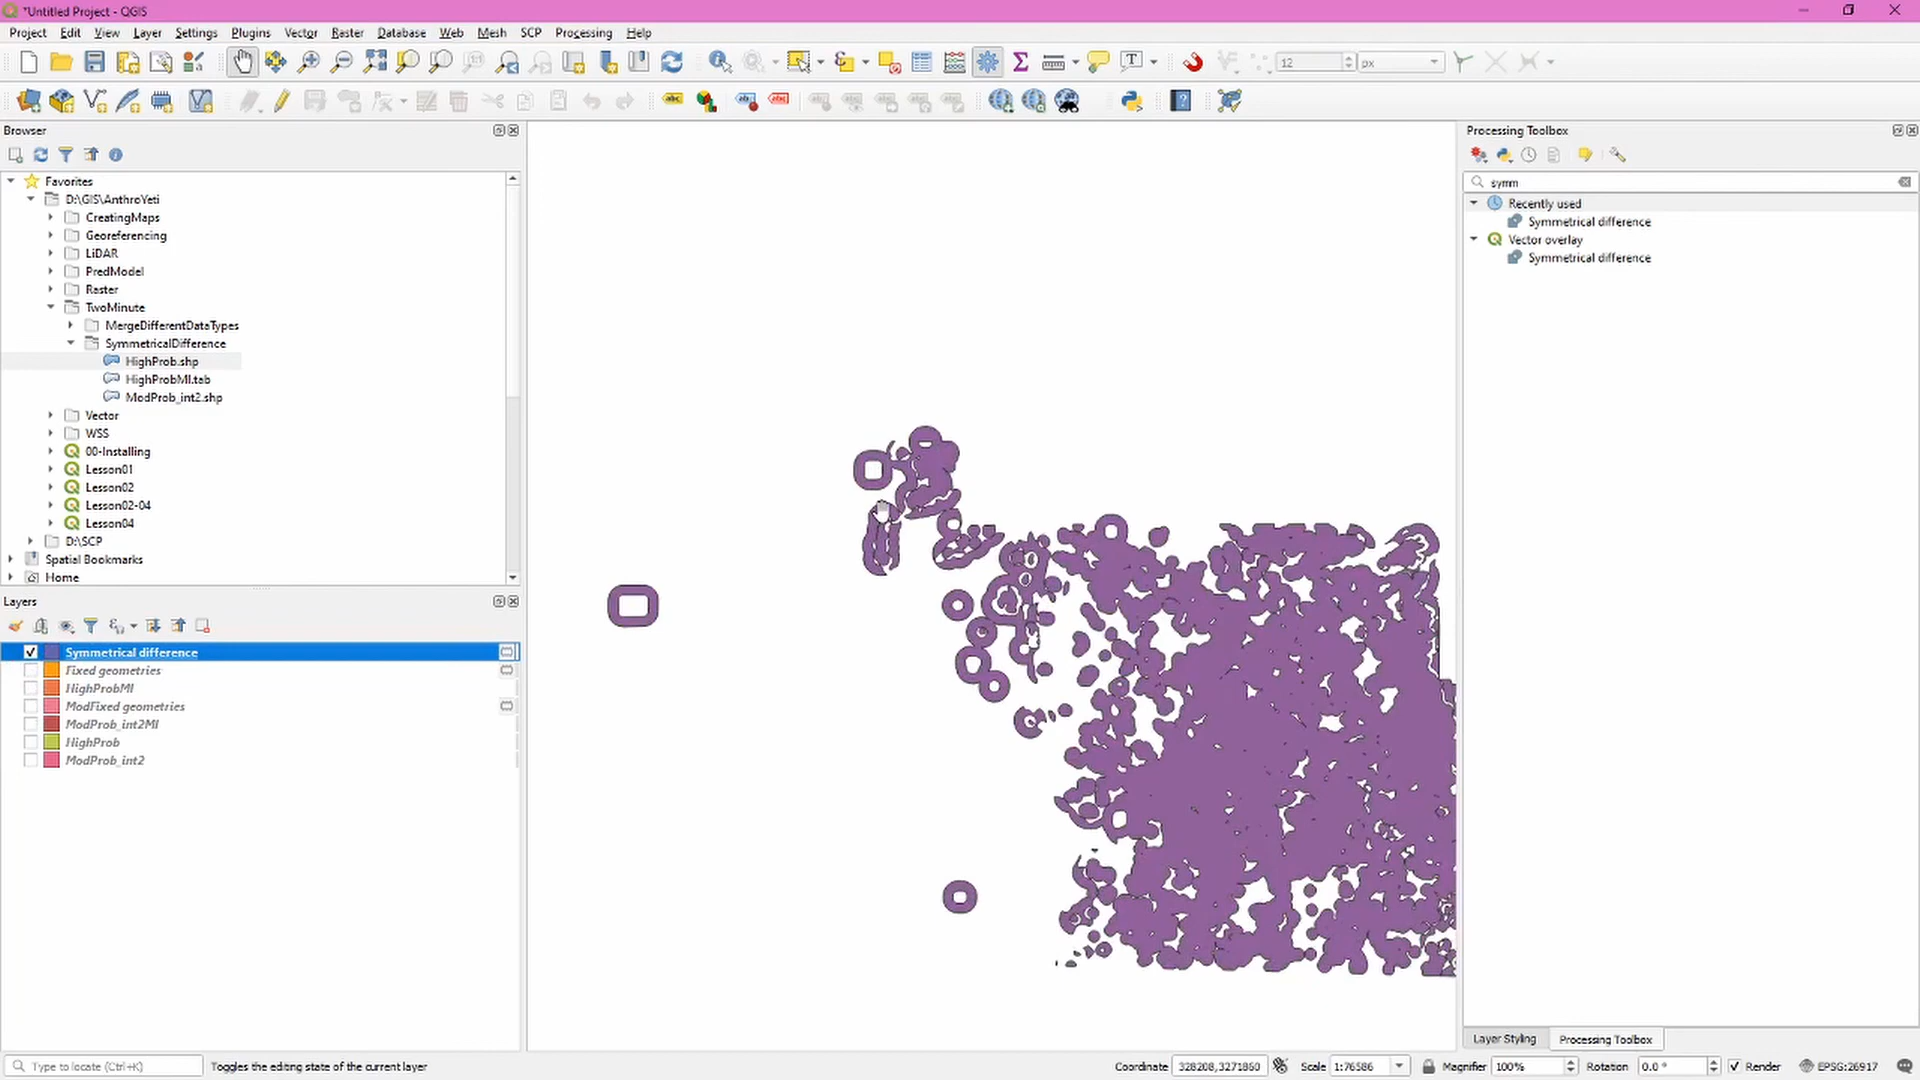 *Untitled Project - QGIS
Project Edit View Layer Settings Plugins Vector Raster Database Web Mesh SCP Processing Help
12 px
Browser
Favorites
D:\GIS\AnthroYeti
CreatingMaps
Georeferencing
LiDAR
PredModel
Raster
TwoMinute
MergeDifferentDataTypes
SymmetricalDifference
HighProb.shp
HighProbMI.tab
ModProb_int2.shp
Vector
WSS
00-Installing
Lesson01
Lesson02
Lesson02-04
Lesson04
D:\SCP
Spatial Bookmarks
Home
Layers
Symmetrical difference
Fixed geometries
HighProbMI
ModFixed geometries
ModProb_int2MI
HighProb
ModProb_int2
Processing Toolbox
symm
Recently used
Symmetrical difference
Vector overlay
Symmetrical difference
Layer Styling Processing Toolbox
Type to locate (Ctrl+K) Toggles the editing state of the current layer Coordinate 328208,3271860 Scale 1:76586 Magnifier 100% Rotation 0.0 ° Render EPSG:26917